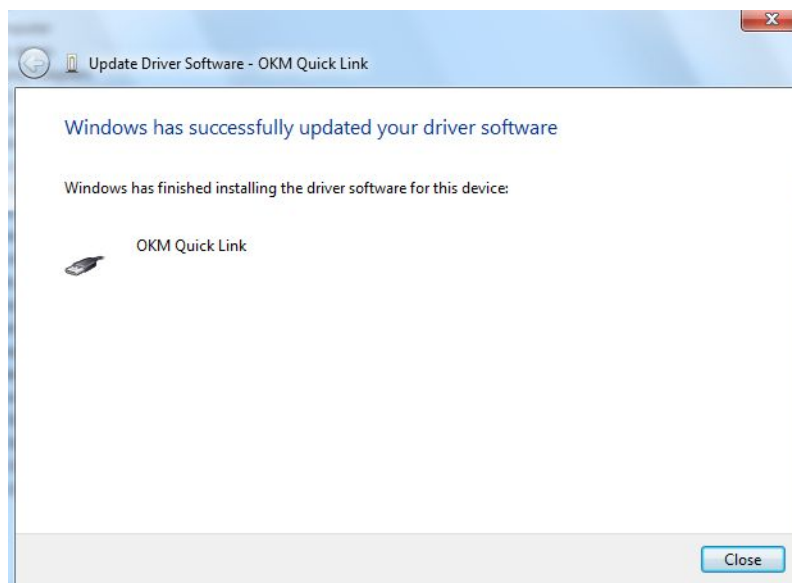 Update Driver Software - OKM Quick Link
Windows has successfully updated your driver software
Windows has finished installing the driver software for this device:
OKM Quick Link
Close